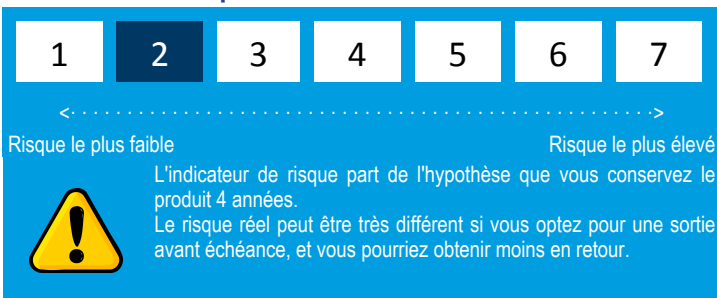 1 2 3 4 5 6 7
<· · · · · · · · · · · · · · · · · · · · · · · · · · · · · · · · · · · · · · · · · · · · · · · · · · · · ·>
Risque le plus faible Risque le plus élevé
L'indicateur de risque part de l'hypothèse que vous conservez le
produit 4 années.
Le risque réel peut être très différent si vous optez pour une sortie
avant échéance, et vous pourriez obtenir moins en retour.